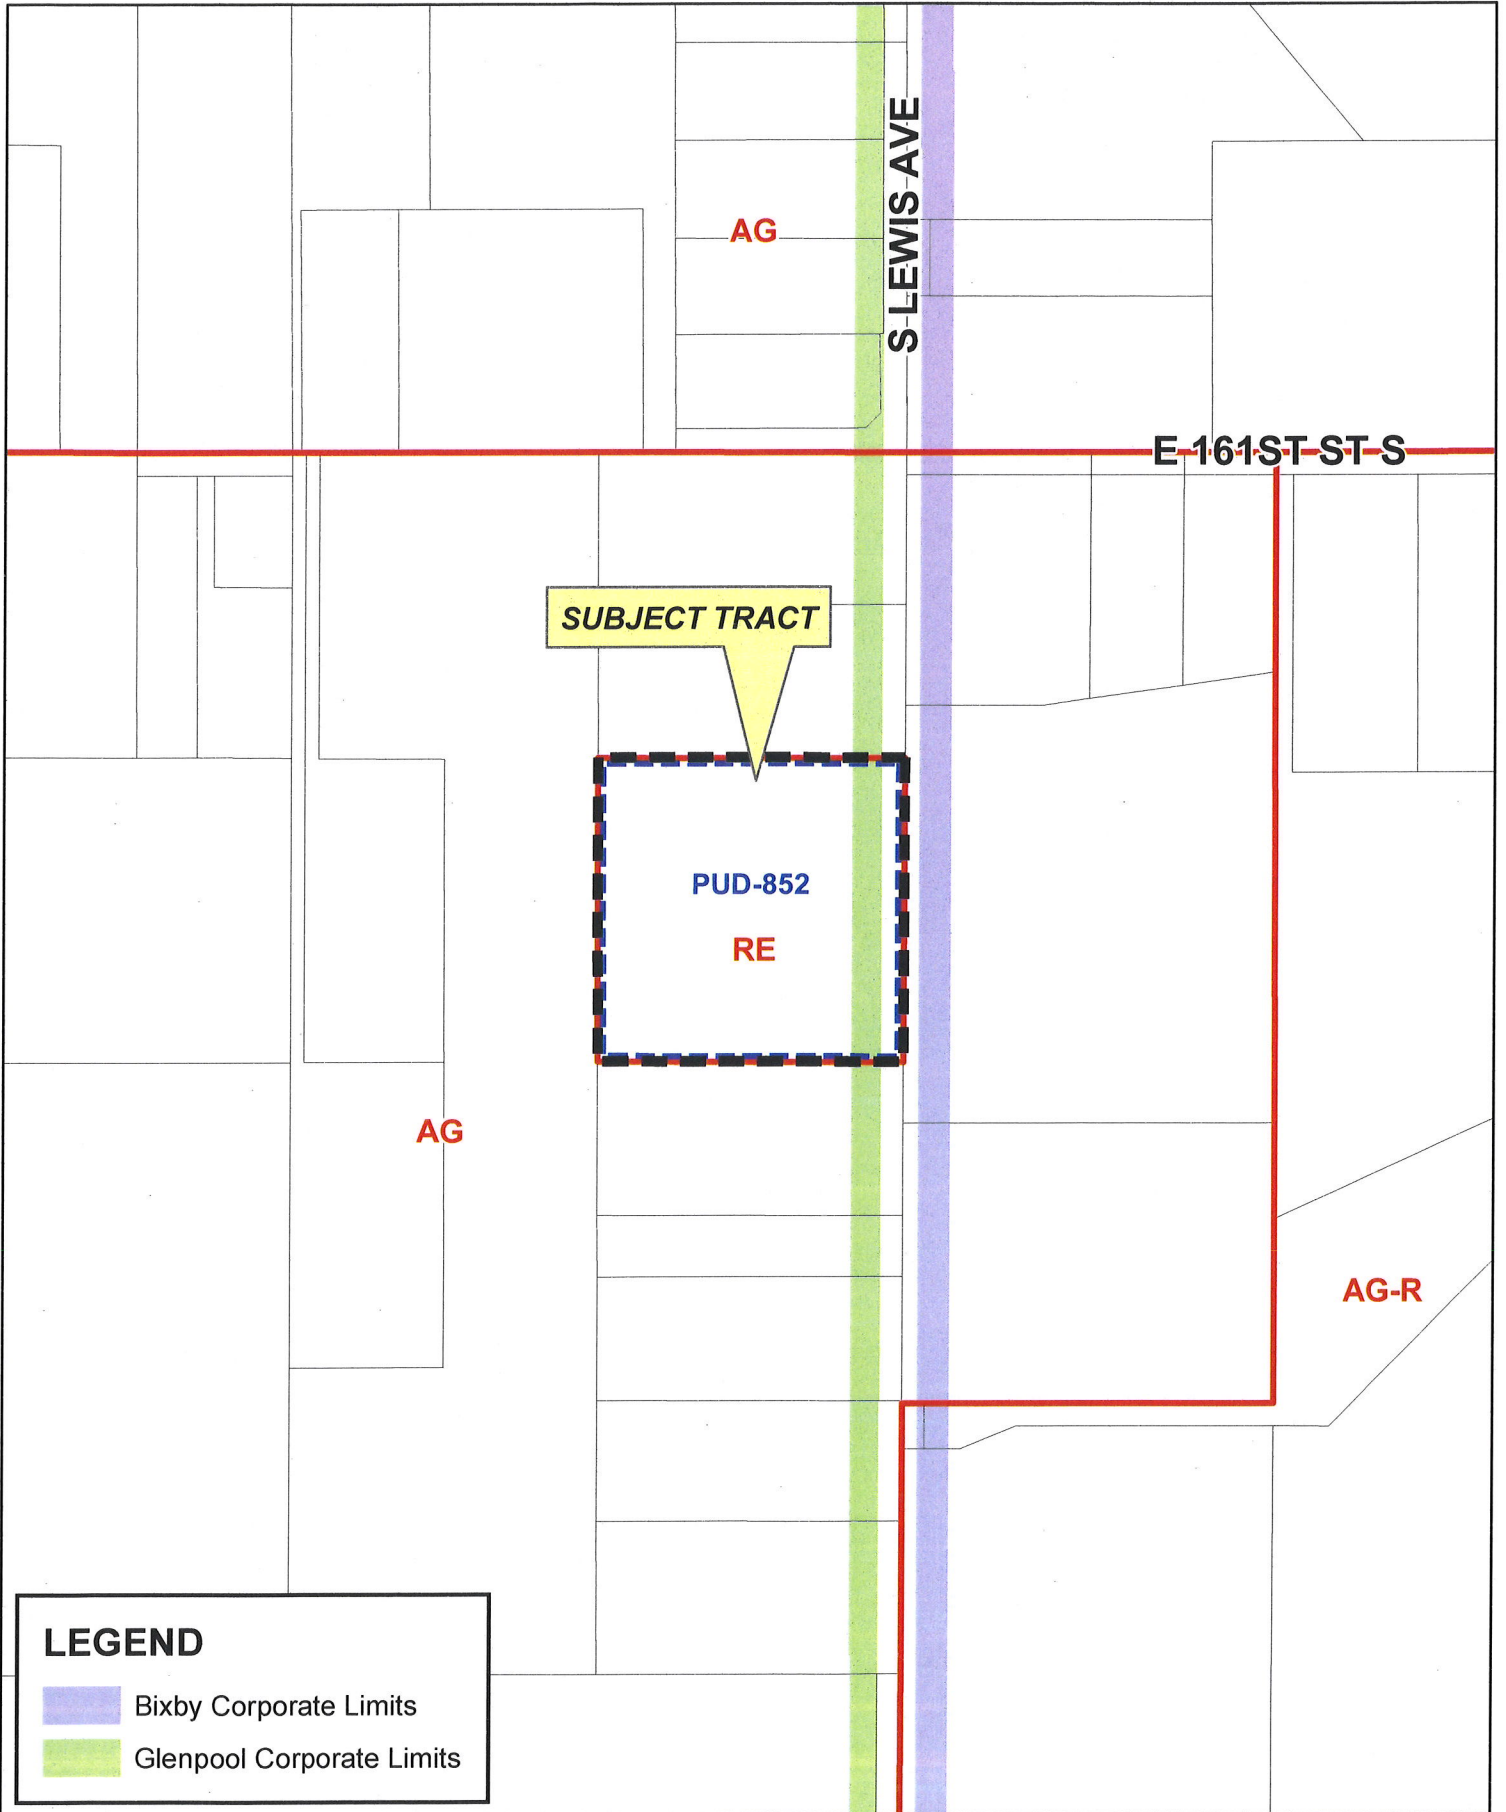 S LEWIS AVE
AG
E 161ST ST S
SUBJECT TRACT
PUD-852
RE
AG
AG-R
LEGEND
Bixby Corporate Limits
Glenpool Corporate Limits